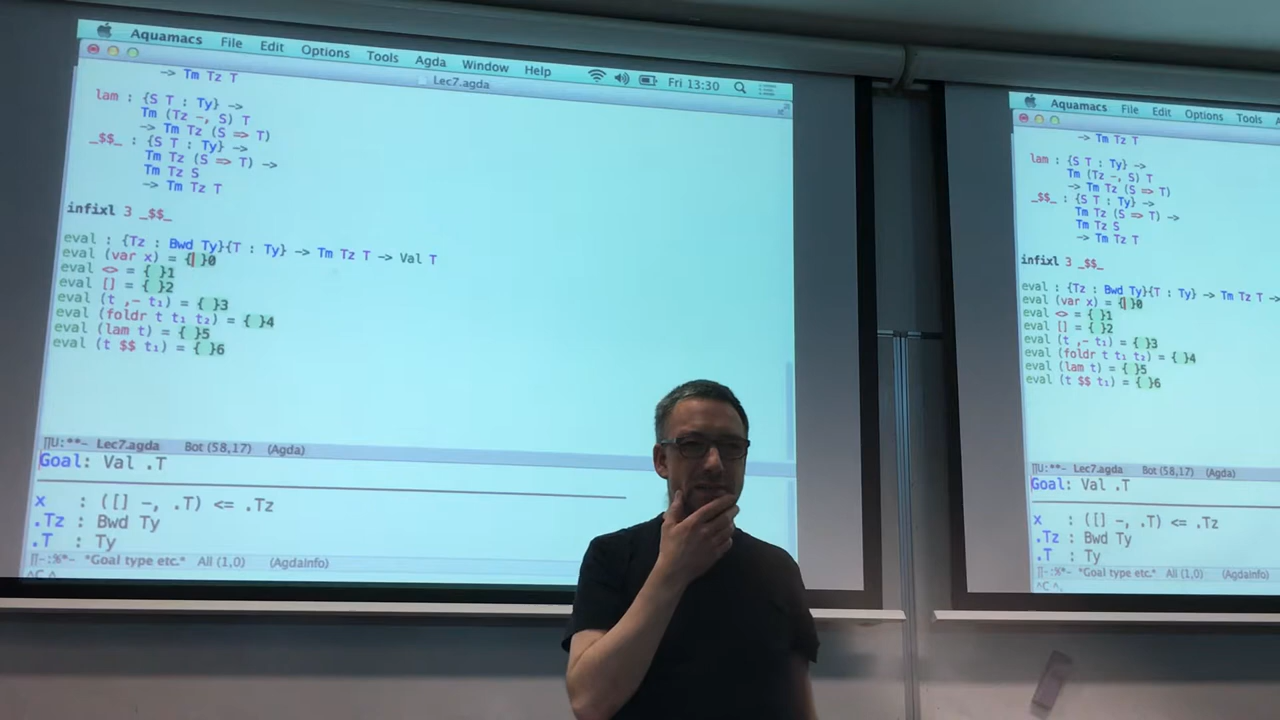 Aquamacs File Edit Options Tools Agda Window Help Fri 13:30
Lec7.agda
-> Tm Tz T
lam : {S T : Ty} ->
Tm (Tz -, S) T
-> Tm Tz (S => T)
_$$_ : {S T : Ty} ->
Tm Tz (S => T) ->
Tm Tz S
-> Tm Tz T
infixl 3 _$$_
eval : {Tz : Bwd Ty}{T : Ty} -> Tm Tz T -> Val T
eval (var x) = { }0
eval <> = { }1
eval [] = { }2
eval (t ,- t₁) = { }3
eval (foldr t t₁ t₂) = { }4
eval (lam t) = { }5
eval (t $$ t₁) = { }6
∏U:**- Lec7.agda Bot (58,17) (Agda)
Goal: Val .T
x : ([] -, .T) <= .Tz
.Tz : Bwd Ty
.T : Ty
∏-:%*- *Goal type etc.* All (1,0) (AgdaInfo)
^C ^,
Aquamacs File Edit Options Tools
-> Tm Tz T
lam : {S T : Ty} ->
Tm (Tz -, S) T
-> Tm Tz (S => T)
_$$_ : {S T : Ty} ->
Tm Tz (S => T) ->
Tm Tz S
-> Tm Tz T
infixl 3 _$$_
eval : {Tz : Bwd Ty}{T : Ty} -> Tm Tz T ->
eval (var x) = { }0
eval <> = { }1
eval [] = { }2
eval (t ,- t₁) = { }3
eval (foldr t t₁ t₂) = { }4
eval (lam t) = { }5
eval (t $$ t₁) = { }6
∏U:**- Lec7.agda Bot (58,17) (Agda)
Goal: Val .T
x : ([] -, .T) <= .Tz
.Tz : Bwd Ty
.T : Ty
∏-:%*- *Goal type etc.* All (1,0) (AgdaInfo)
^C ^,